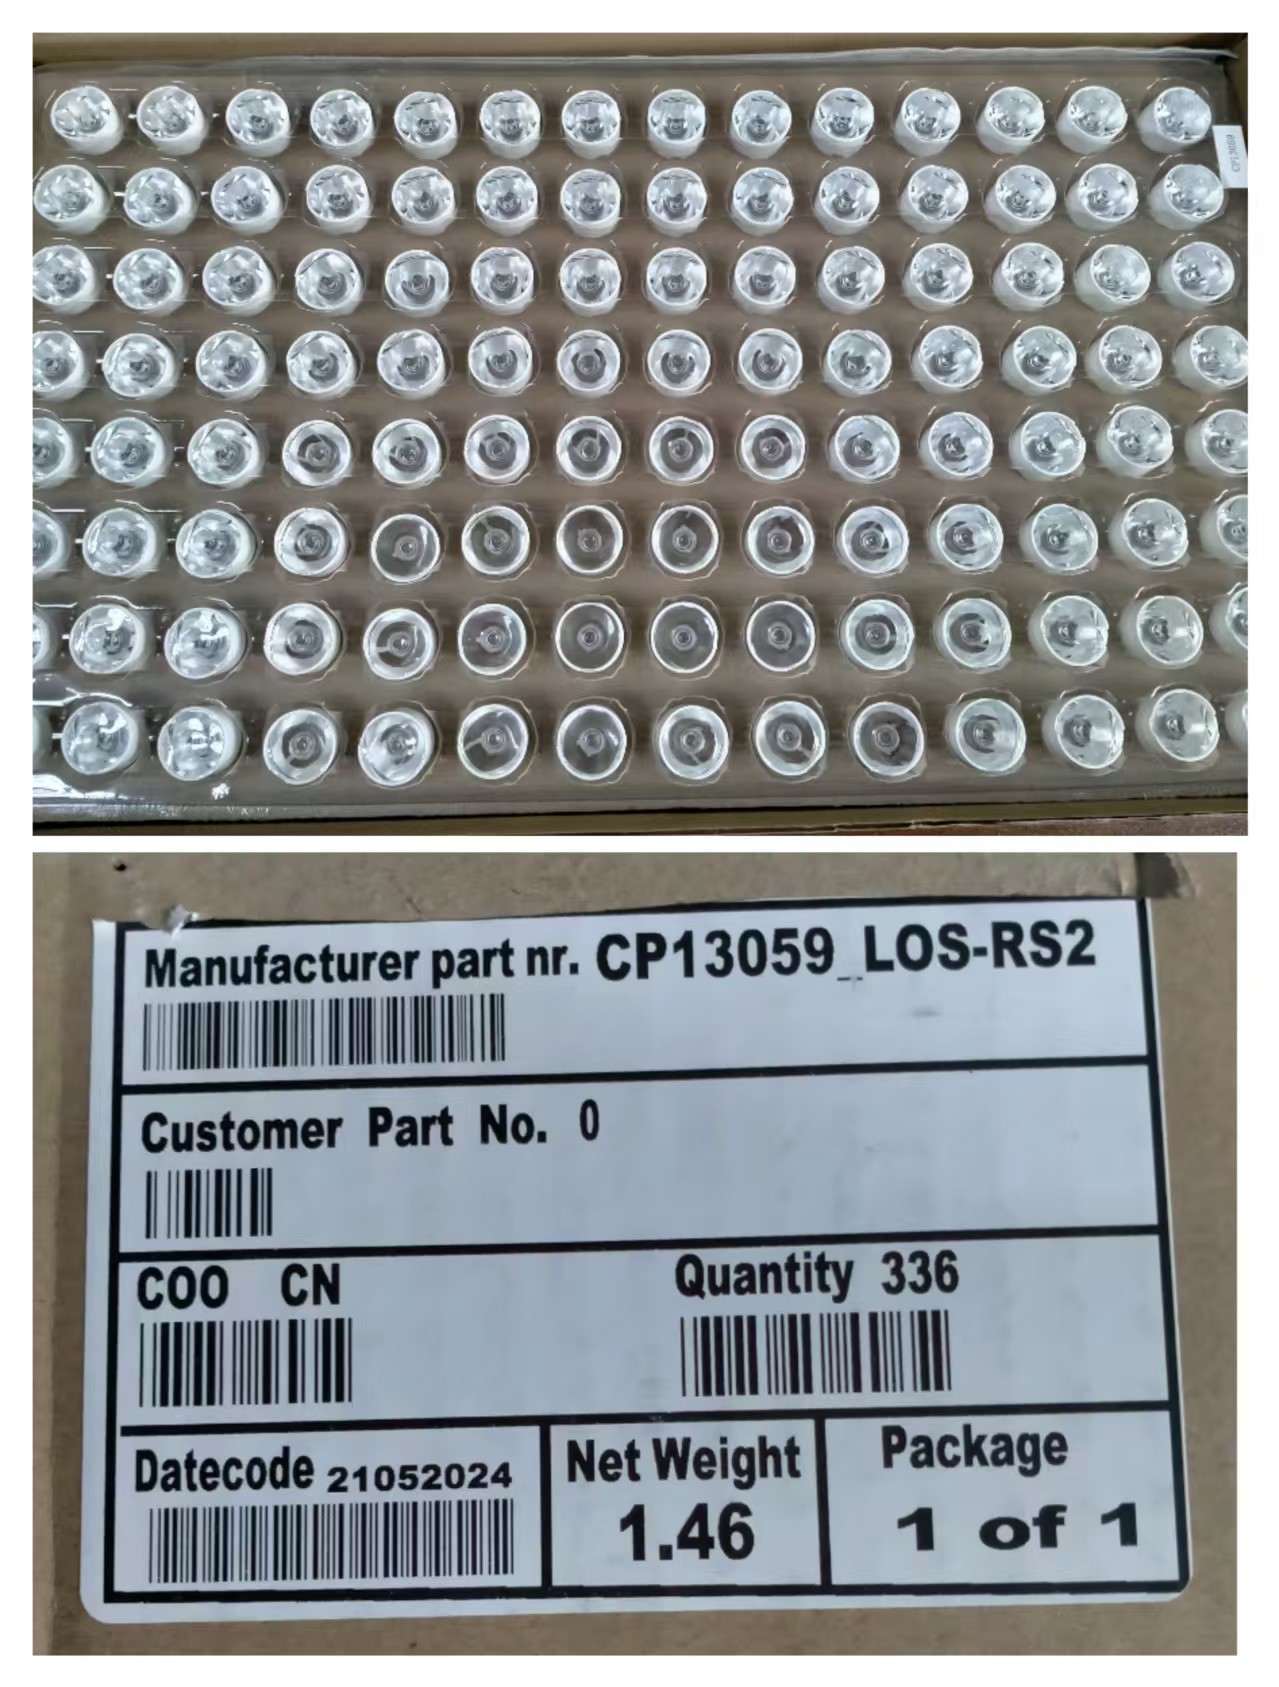 CP13059
Manufacturer part nr. CP13059_LOS-RS2
Customer Part No. 0
COO CN
Quantity 336
Datecode 21052024
Net Weight
1.46
Package
1 of 1